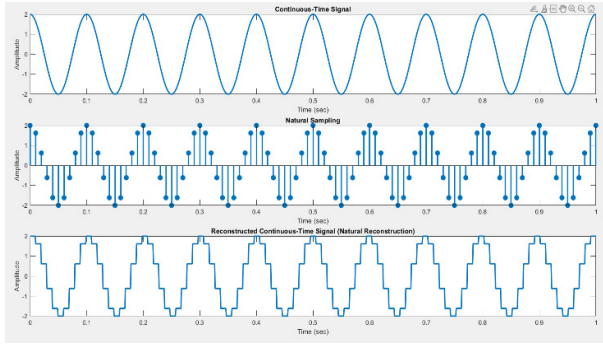 Continuous-Time Signal
Amplitude
2
1
0
-1
-2
0 0.1 0.2 0.3 0.4 0.5 0.6 0.7 0.8 0.9 1
Time (sec)
Natural Sampling
Amplitude
2
1
0
-1
-2
0 0.1 0.2 0.3 0.4 0.5 0.6 0.7 0.8 0.9 1
Time (sec)
Reconstructed Continuous-Time Signal (Natural Reconstruction)
Amplitude
2
1
0
-1
-2
0 0.1 0.2 0.3 0.4 0.5 0.6 0.7 0.8 0.9 1
Time (sec)